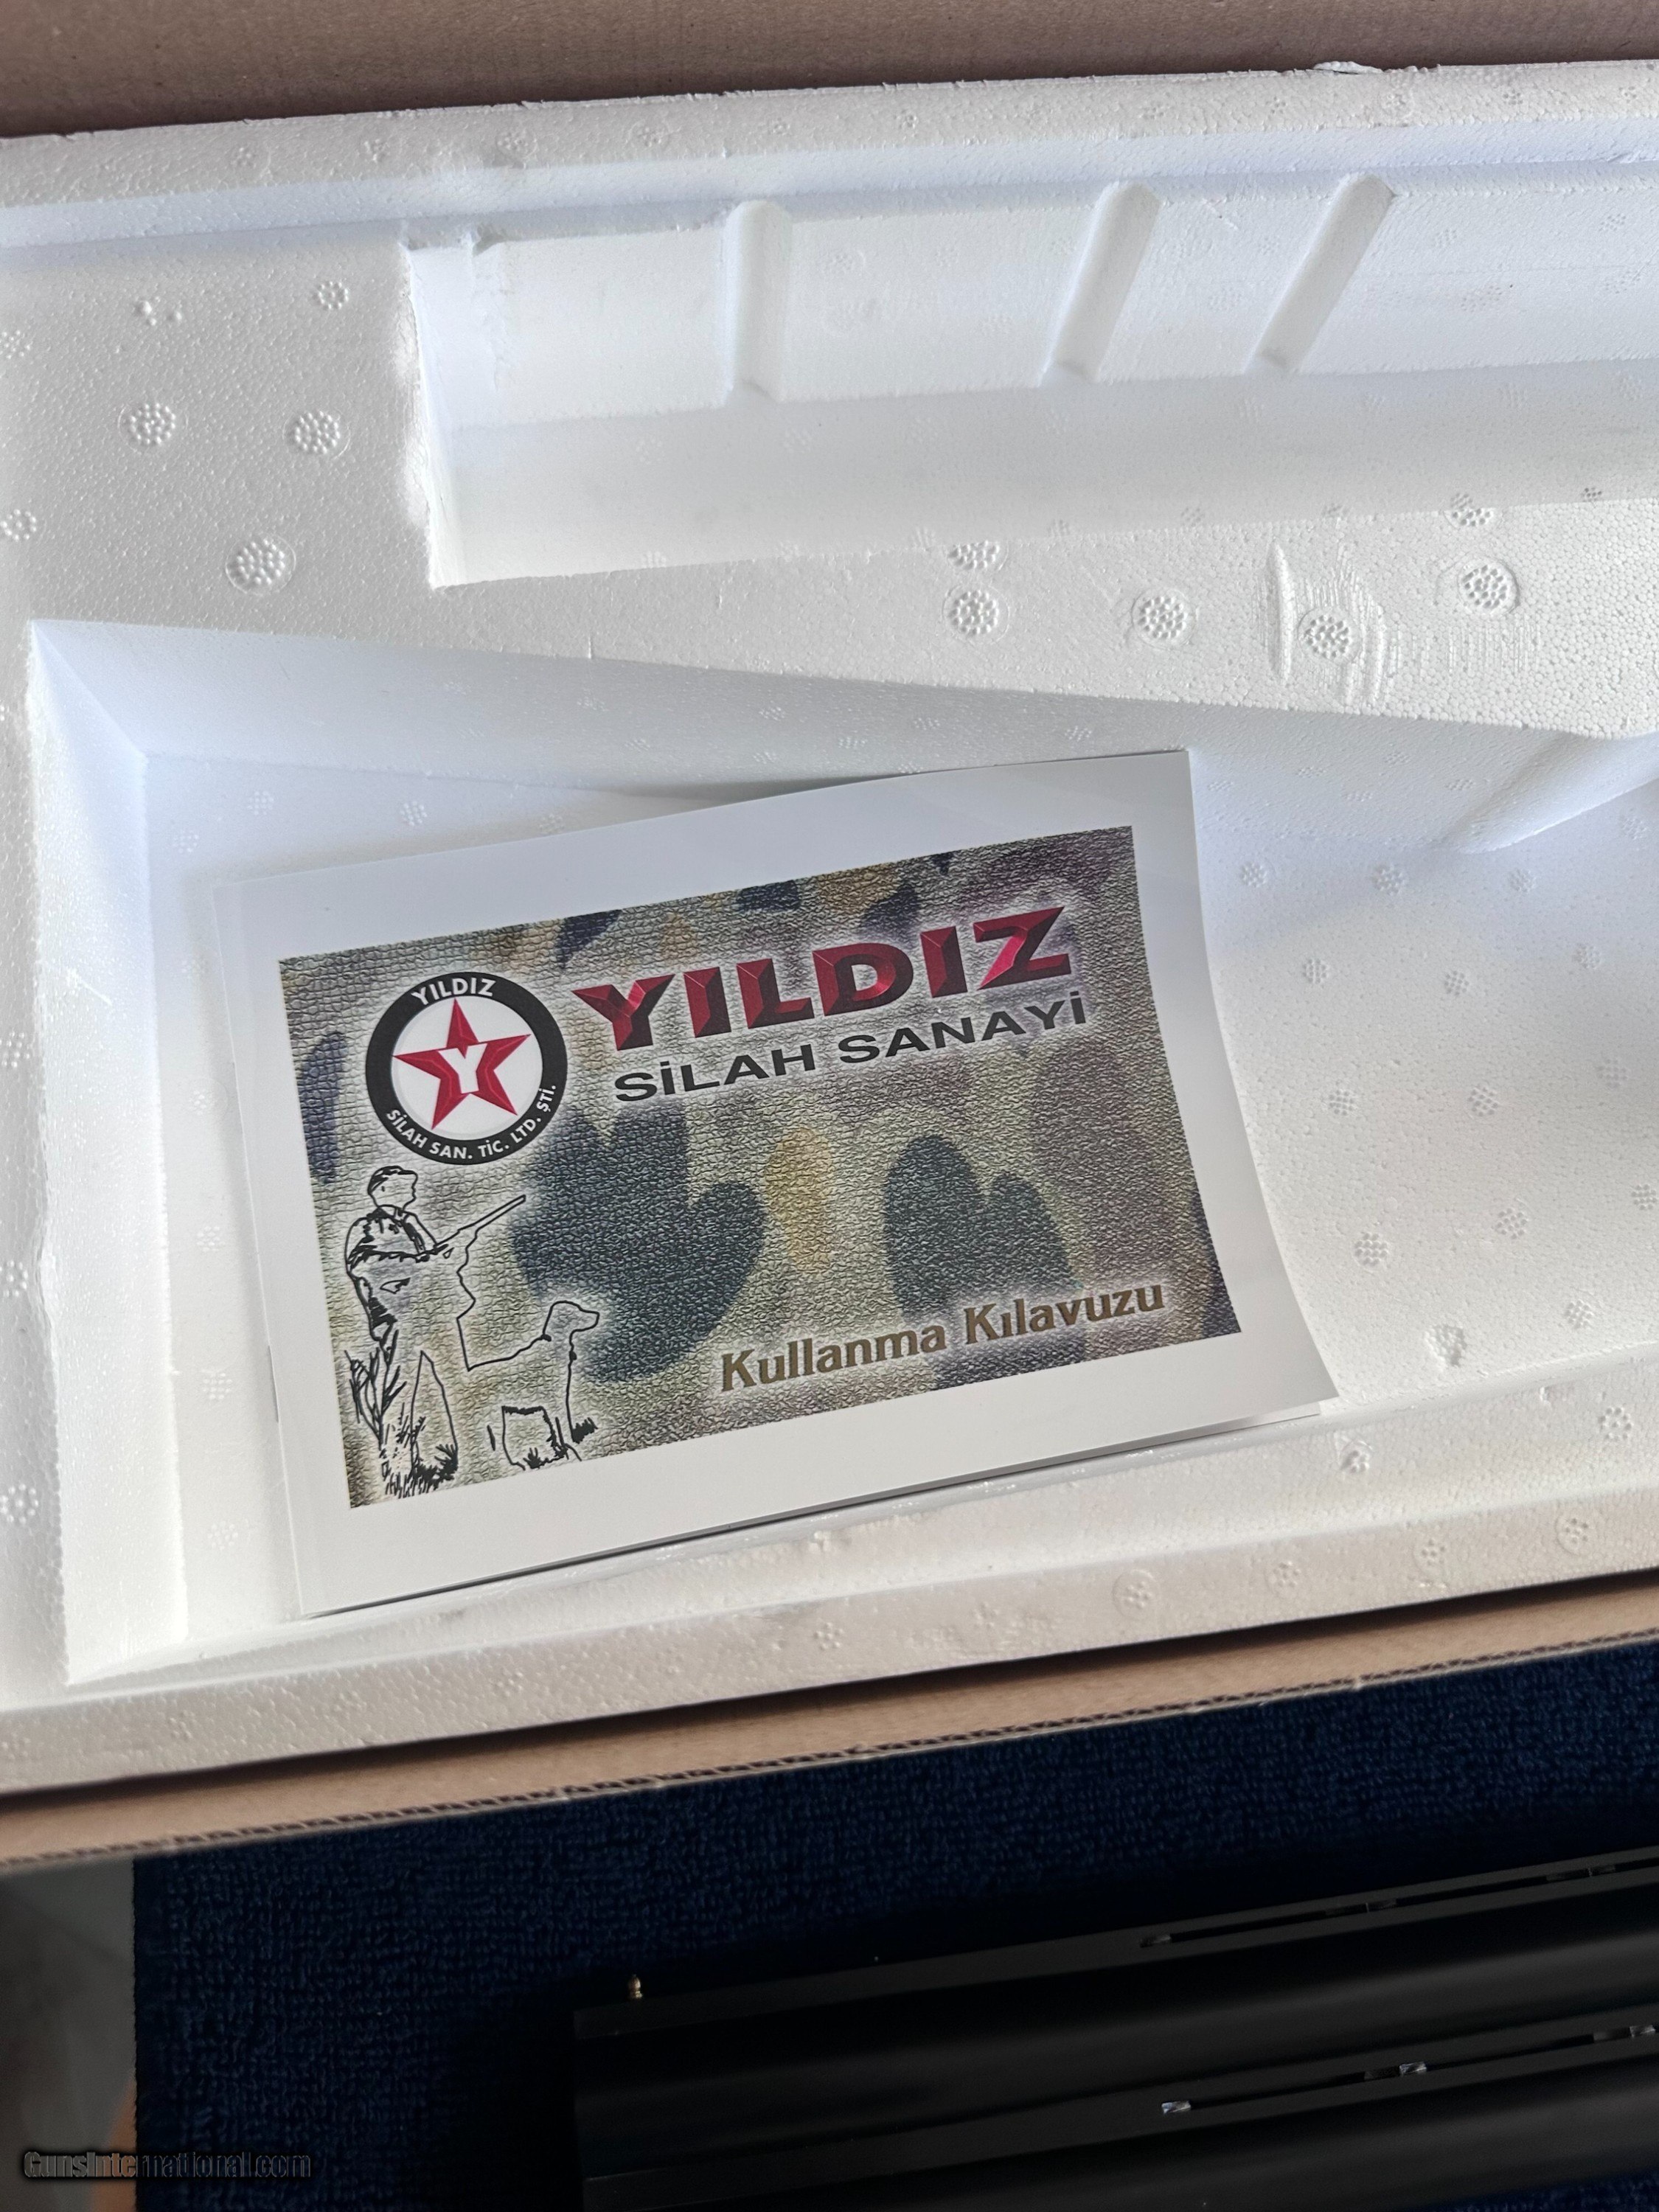 YILDIZ
Y
SİLAH SAN. TİC. LTD. ŞTİ.
YILDIZ
SİLAH SANAYİ
Kullanma Kılavuzu
GunsInternational.com